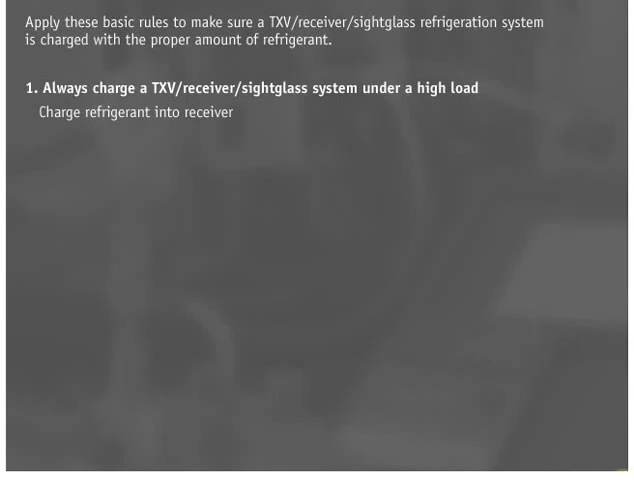 Apply these basic rules to make sure a TXV/receiver/sightglass refrigeration system
is charged with the proper amount of refrigerant.
1. Always charge a TXV/receiver/sightglass system under a high load
Charge refrigerant into receiver